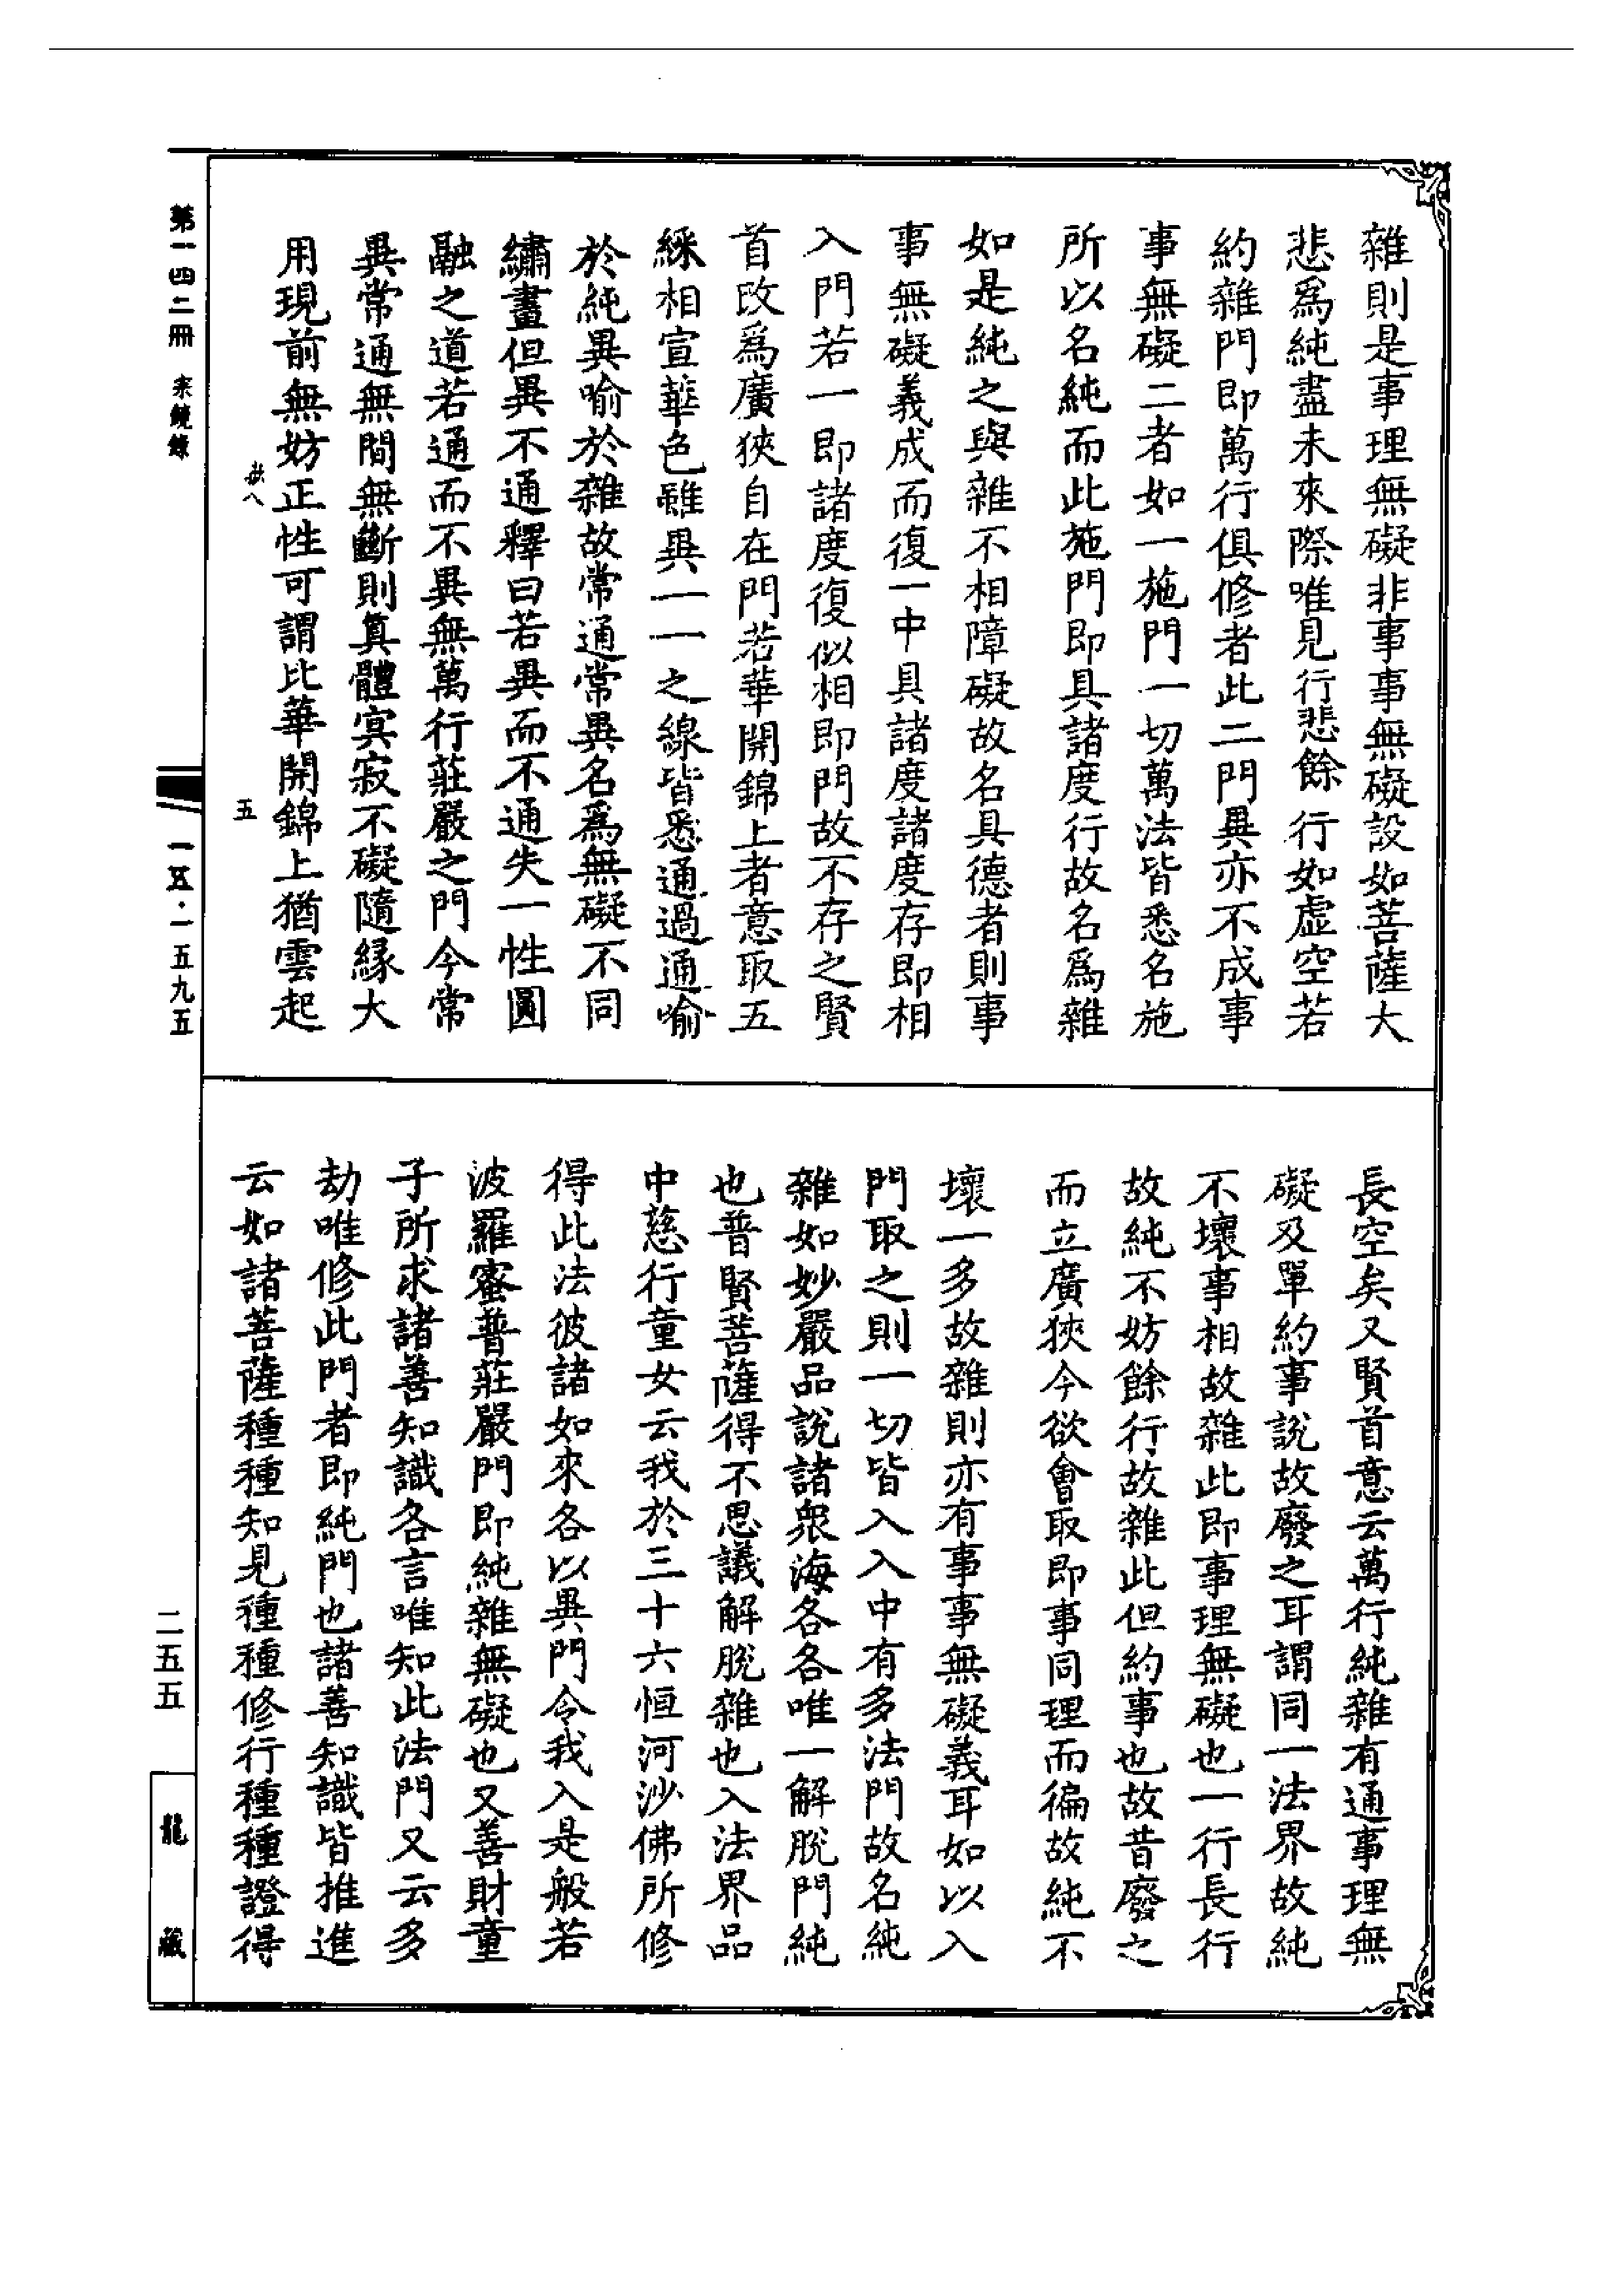 雜則是事理無礙非事事無礙設如菩薩大
悲爲純盡未來際唯見行悲餘行如虛空若
約雜門即萬行俱修者此二門異亦不成事
事無礙二者如一施門一切萬法皆悉名施
所以名純而此施門即具諸度行故名爲雜
如是純之與雜不相障礙故名具德者則事
事無礙義成而復一中具諸度諸度存即相
入門若一即諸度復似相即門故不存之賢
首改爲廣狹自在門若華開錦上者意取五
綵相宣華色雖異一一之線皆悉通過通喻
於純異喻於雜故常通常異名爲無礙不同
繡畫但異不通釋曰若異而不通失一性圓
融之道若通而不異無萬行莊嚴之門今常
異常通無間無斷則真體寂寂不礙隨緣大
用現前無妨正性可謂比華開錦上猶雲起
長空矣又賢首意云萬行純雜有通事理無
礙及單約事說故廢之耳謂同一法界故純
不壞事相故雜此即事理無礙也一行長行
故純不妨餘行故雜此但約事也故昔廢之
而立廣狹今欲會取即事同理而徧故純不
壞一多故雜則亦有事事無礙義耳如以入
門取之則一切皆入入中有多法門故名純
雜如妙嚴品說諸衆海各各唯一解脫門純
也普賢菩薩得不思議解脫雜也入法界品
中慈行童女云我於三十六恒河沙佛所修
得此法彼諸如來各以異門令我入是般若
波羅蜜普莊嚴門即純雜無礙也又善財童
子所求諸善知識各言唯知此法門又云多
劫唯修此門者即純門也諸善知識皆推進
云如諸菩薩種種知見種種修行種種證得
第一四二冊 宗鏡錄
五
一五·一五九五
二五五
龍藏